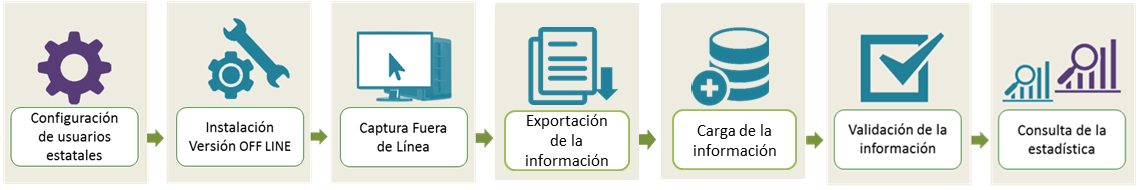 Configuración
de usuarios
estatales
Instalación
Versión OFF LINE
Captura Fuera
de Línea
Exportación
de la
información
Carga de la
información
Validación de la
información
Consulta de la
estadística